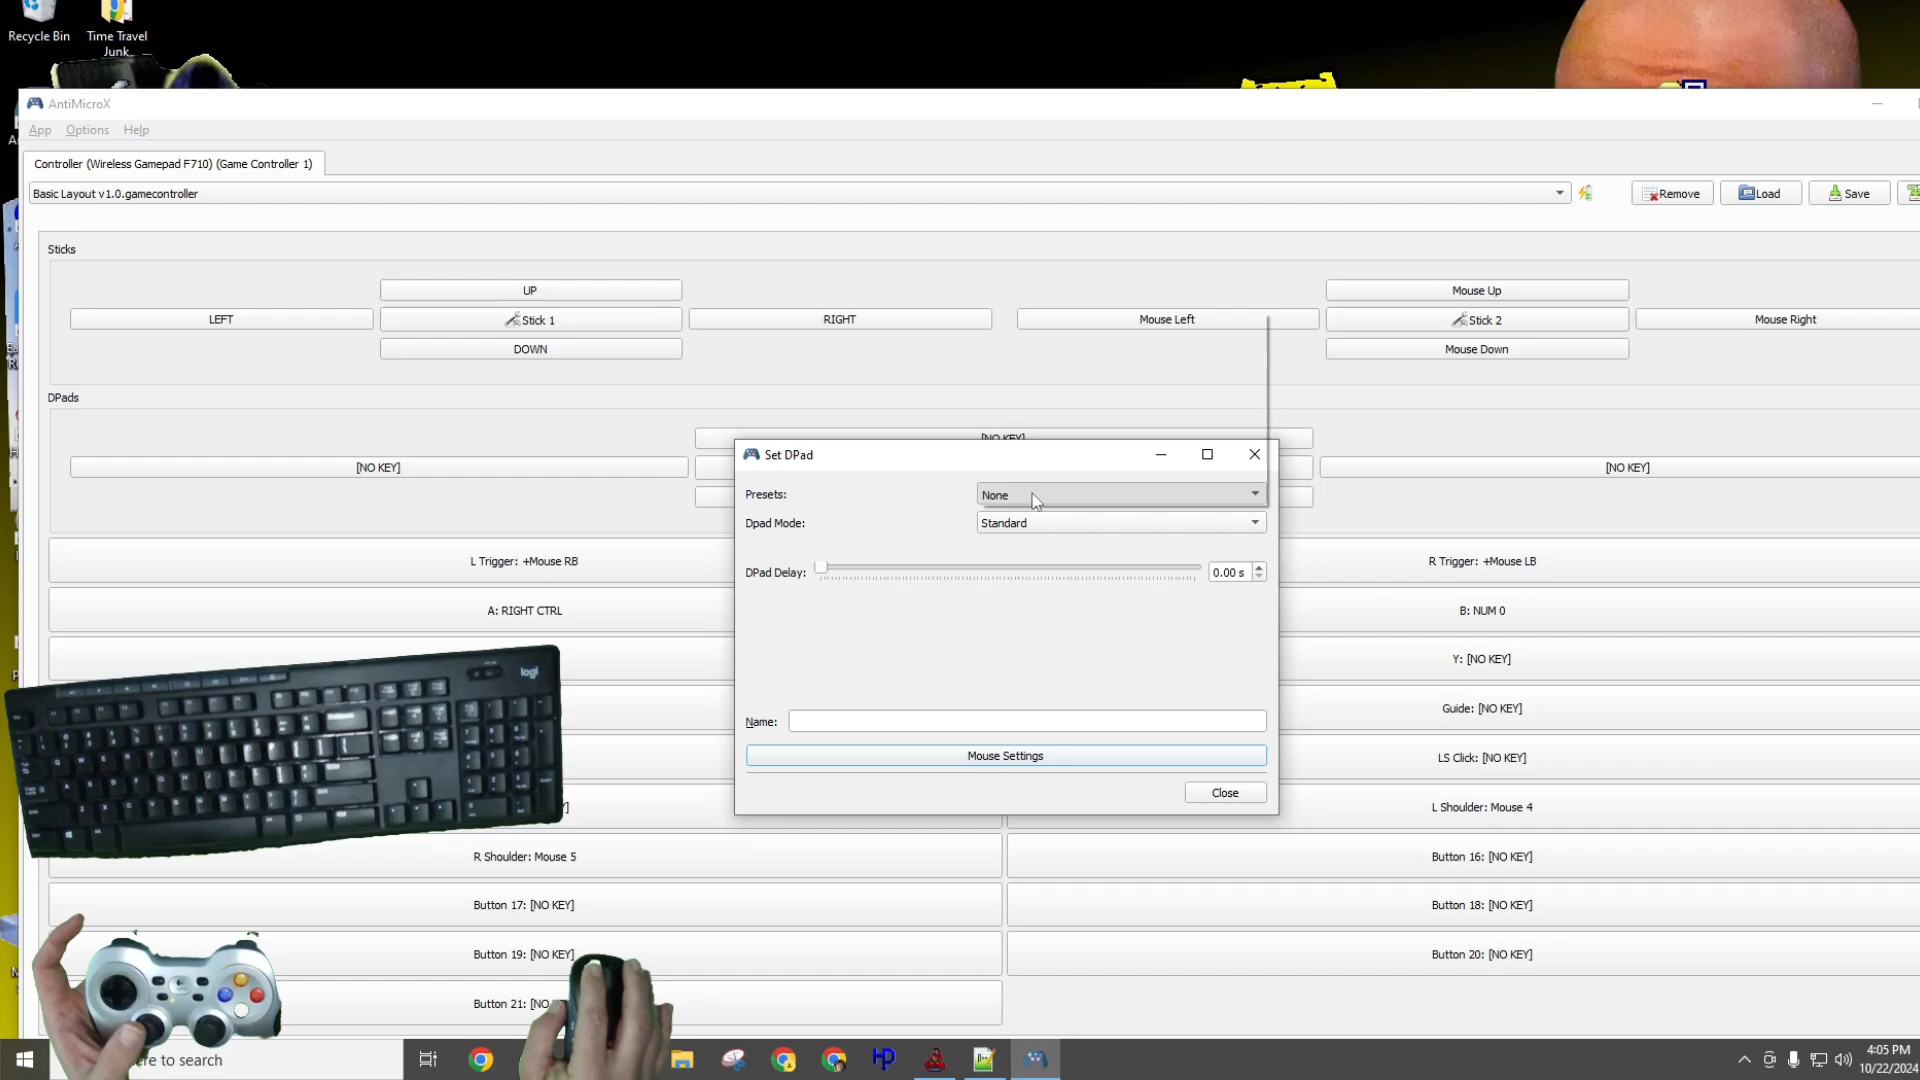 Recycle Bin
Time Travel
Junk
AntiMicroX
App Options Help
Controller (Wireless Gamepad F710) (Game Controller 1)
Basic Layout v1.0.gamecontroller
Remove
Load
Save
Sticks
UP
LEFT
Stick 1
RIGHT
DOWN
Mouse Up
Mouse Left
Stick 2
Mouse Right
Mouse Down
DPads
[NO KEY]
[NO KEY]
[NO KEY]
Set DPad
Presets:
None
Dpad Mode:
Standard
DPad Delay:
0.00 s
Name:
Mouse Settings
Close
L Trigger: +Mouse RB
R Trigger: +Mouse LB
A: RIGHT CTRL
B: NUM 0
Y: [NO KEY]
Guide: [NO KEY]
LS Click: [NO KEY]
L Shoulder: Mouse 4
R Shoulder: Mouse 5
Button 16: [NO KEY]
Button 17: [NO KEY]
Button 18: [NO KEY]
Button 19: [NO KEY]
Button 20: [NO KEY]
Button 21: [NO
logi
to search
4:05 PM
10/22/2024